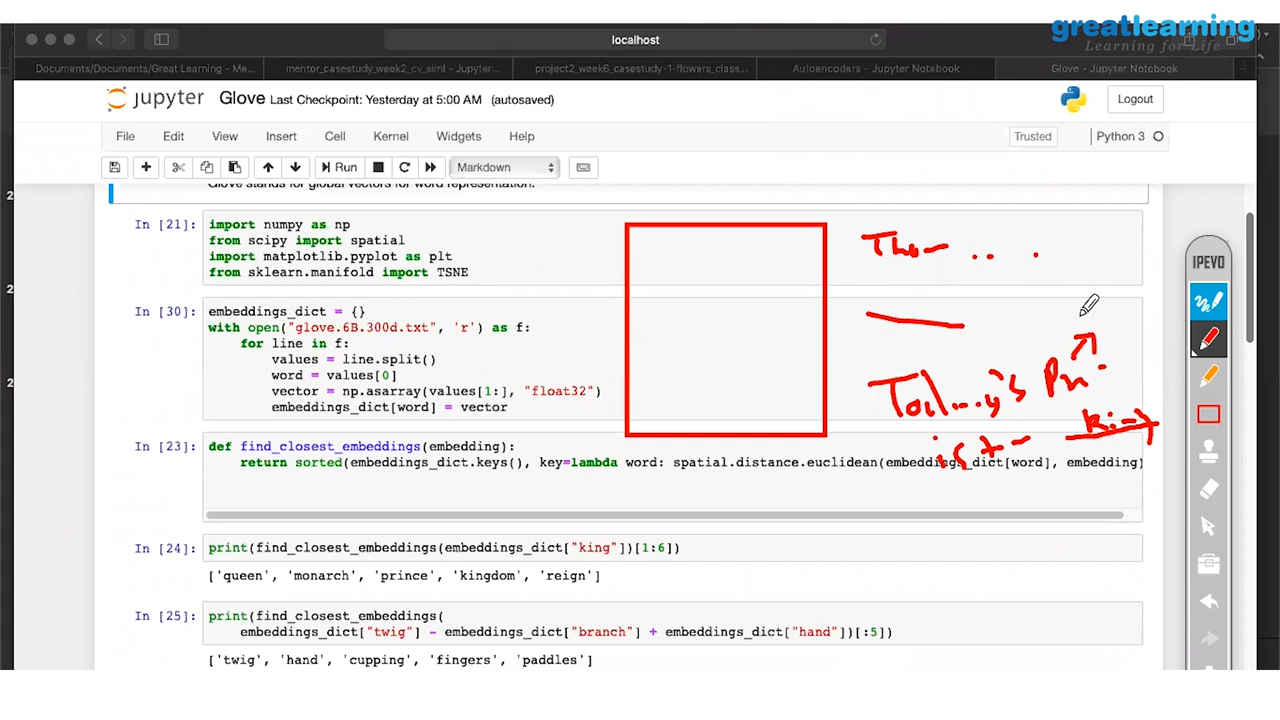 greatlearning
Learning for Life
localhost
Documents/Documents/Great Learning - Me...
mentor_casestudy_week2_cv_aiml - Jupyter...
project2_week6_casestudy-1-flowers_class...
Autoencoders - Jupyter Notebook
Glove - Jupyter Notebook
jupyter Glove Last Checkpoint: Yesterday at 5:00 AM (autosaved)
Logout
File Edit View Insert Cell Kernel Widgets Help
Trusted
Python 3
Run
Markdown
Glove stands for global vectors for word representation.
In [21]: import numpy as np
from scipy import spatial
import matplotlib.pyplot as plt
from sklearn.manifold import TSNE
In [30]: embeddings_dict = {}
with open("glove.6B.300d.txt", 'r') as f:
for line in f:
values = line.split()
word = values[0]
vector = np.asarray(values[1:], "float32")
embeddings_dict[word] = vector
In [23]: def find_closest_embeddings(embedding):
return sorted(embeddings_dict.keys(), key=lambda word: spatial.distance.euclidean(embeddings_dict[word], embedding)
In [24]: print(find_closest_embeddings(embeddings_dict["king"])[1:6])
['queen', 'monarch', 'prince', 'kingdom', 'reign']
In [25]: print(find_closest_embeddings(
embeddings_dict["twig"] - embeddings_dict["branch"] + embeddings_dict["hand"])[:5])
['twig', 'hand', 'cupping', 'fingers', 'paddles']
IPEVO
2
2
2